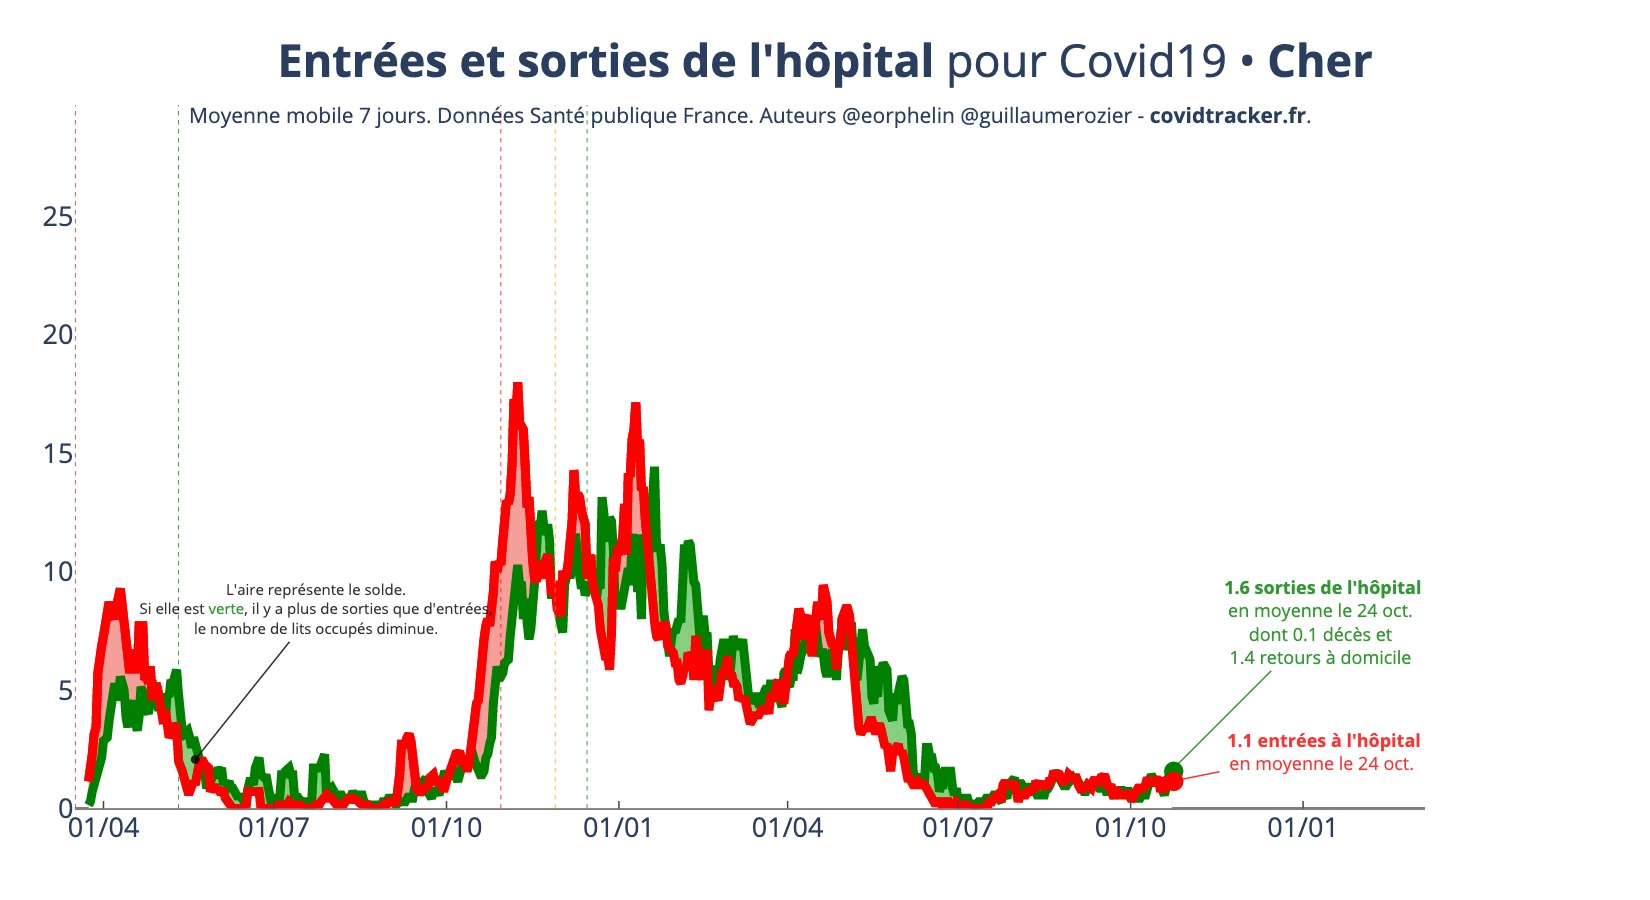 Entrées et sorties de l'hôpital pour Covid19 • Cher
Moyenne mobile 7 jours. Données Santé publique France. Auteurs @eorphelin @guillaumerozier - covidtracker.fr.
25
20
15
10
5
0
L'aire représente le solde.
Si elle est verte, il y a plus de sorties que d'entrées,
le nombre de lits occupés diminue.
1.6 sorties de l'hôpital
en moyenne le 24 oct.
dont 0.1 décès et
1.4 retours à domicile
1.1 entrées à l'hôpital
en moyenne le 24 oct.
01/04 01/07 01/10 01/01 01/04 01/07 01/10 01/01